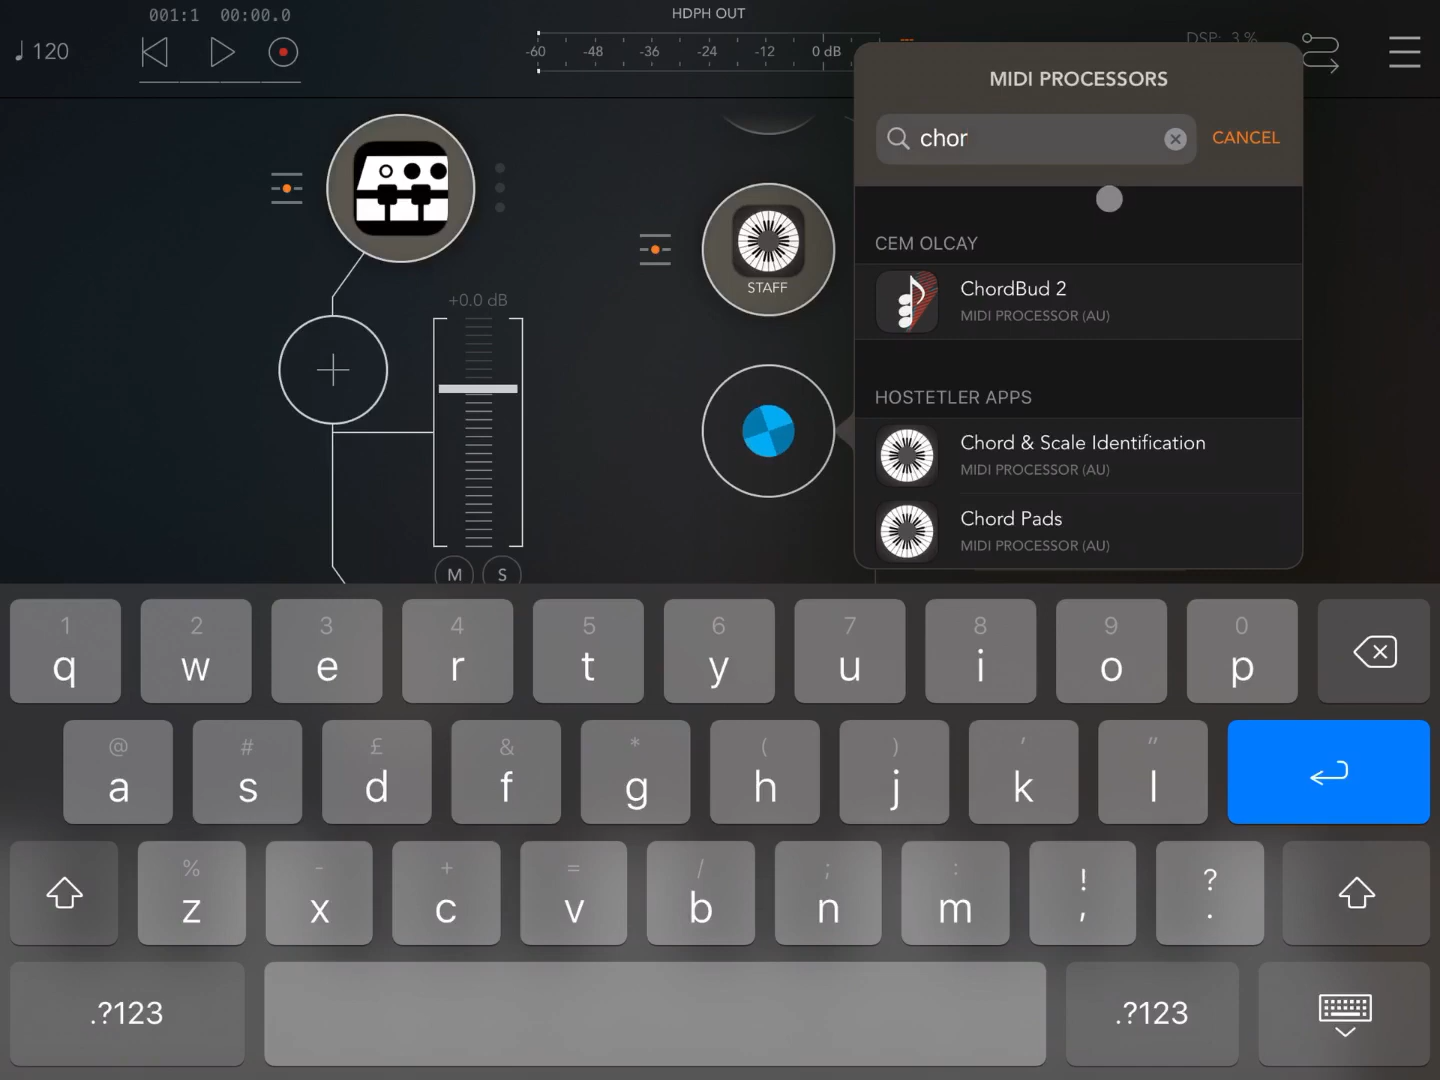 001:1 00:00.0
HDPH OUT
♩120
-60 -48 -36 -24 -12 0 dB
DSP: 3 %
MIDI PROCESSORS
chor
CANCEL
CEM OLCAY
ChordBud 2
MIDI PROCESSOR (AU)
STAFF
+0.0 dB
HOSTETLER APPS
Chord & Scale Identification
MIDI PROCESSOR (AU)
Chord Pads
MIDI PROCESSOR (AU)
M S
1 2 3 4 5 6 7 8 9 0
q w e r t y u i o p
@ # £ & * ( ) ' "
a s d f g h j k l
% - + = / ; : ! ?
z x c v b n m , .
.?123 .?123